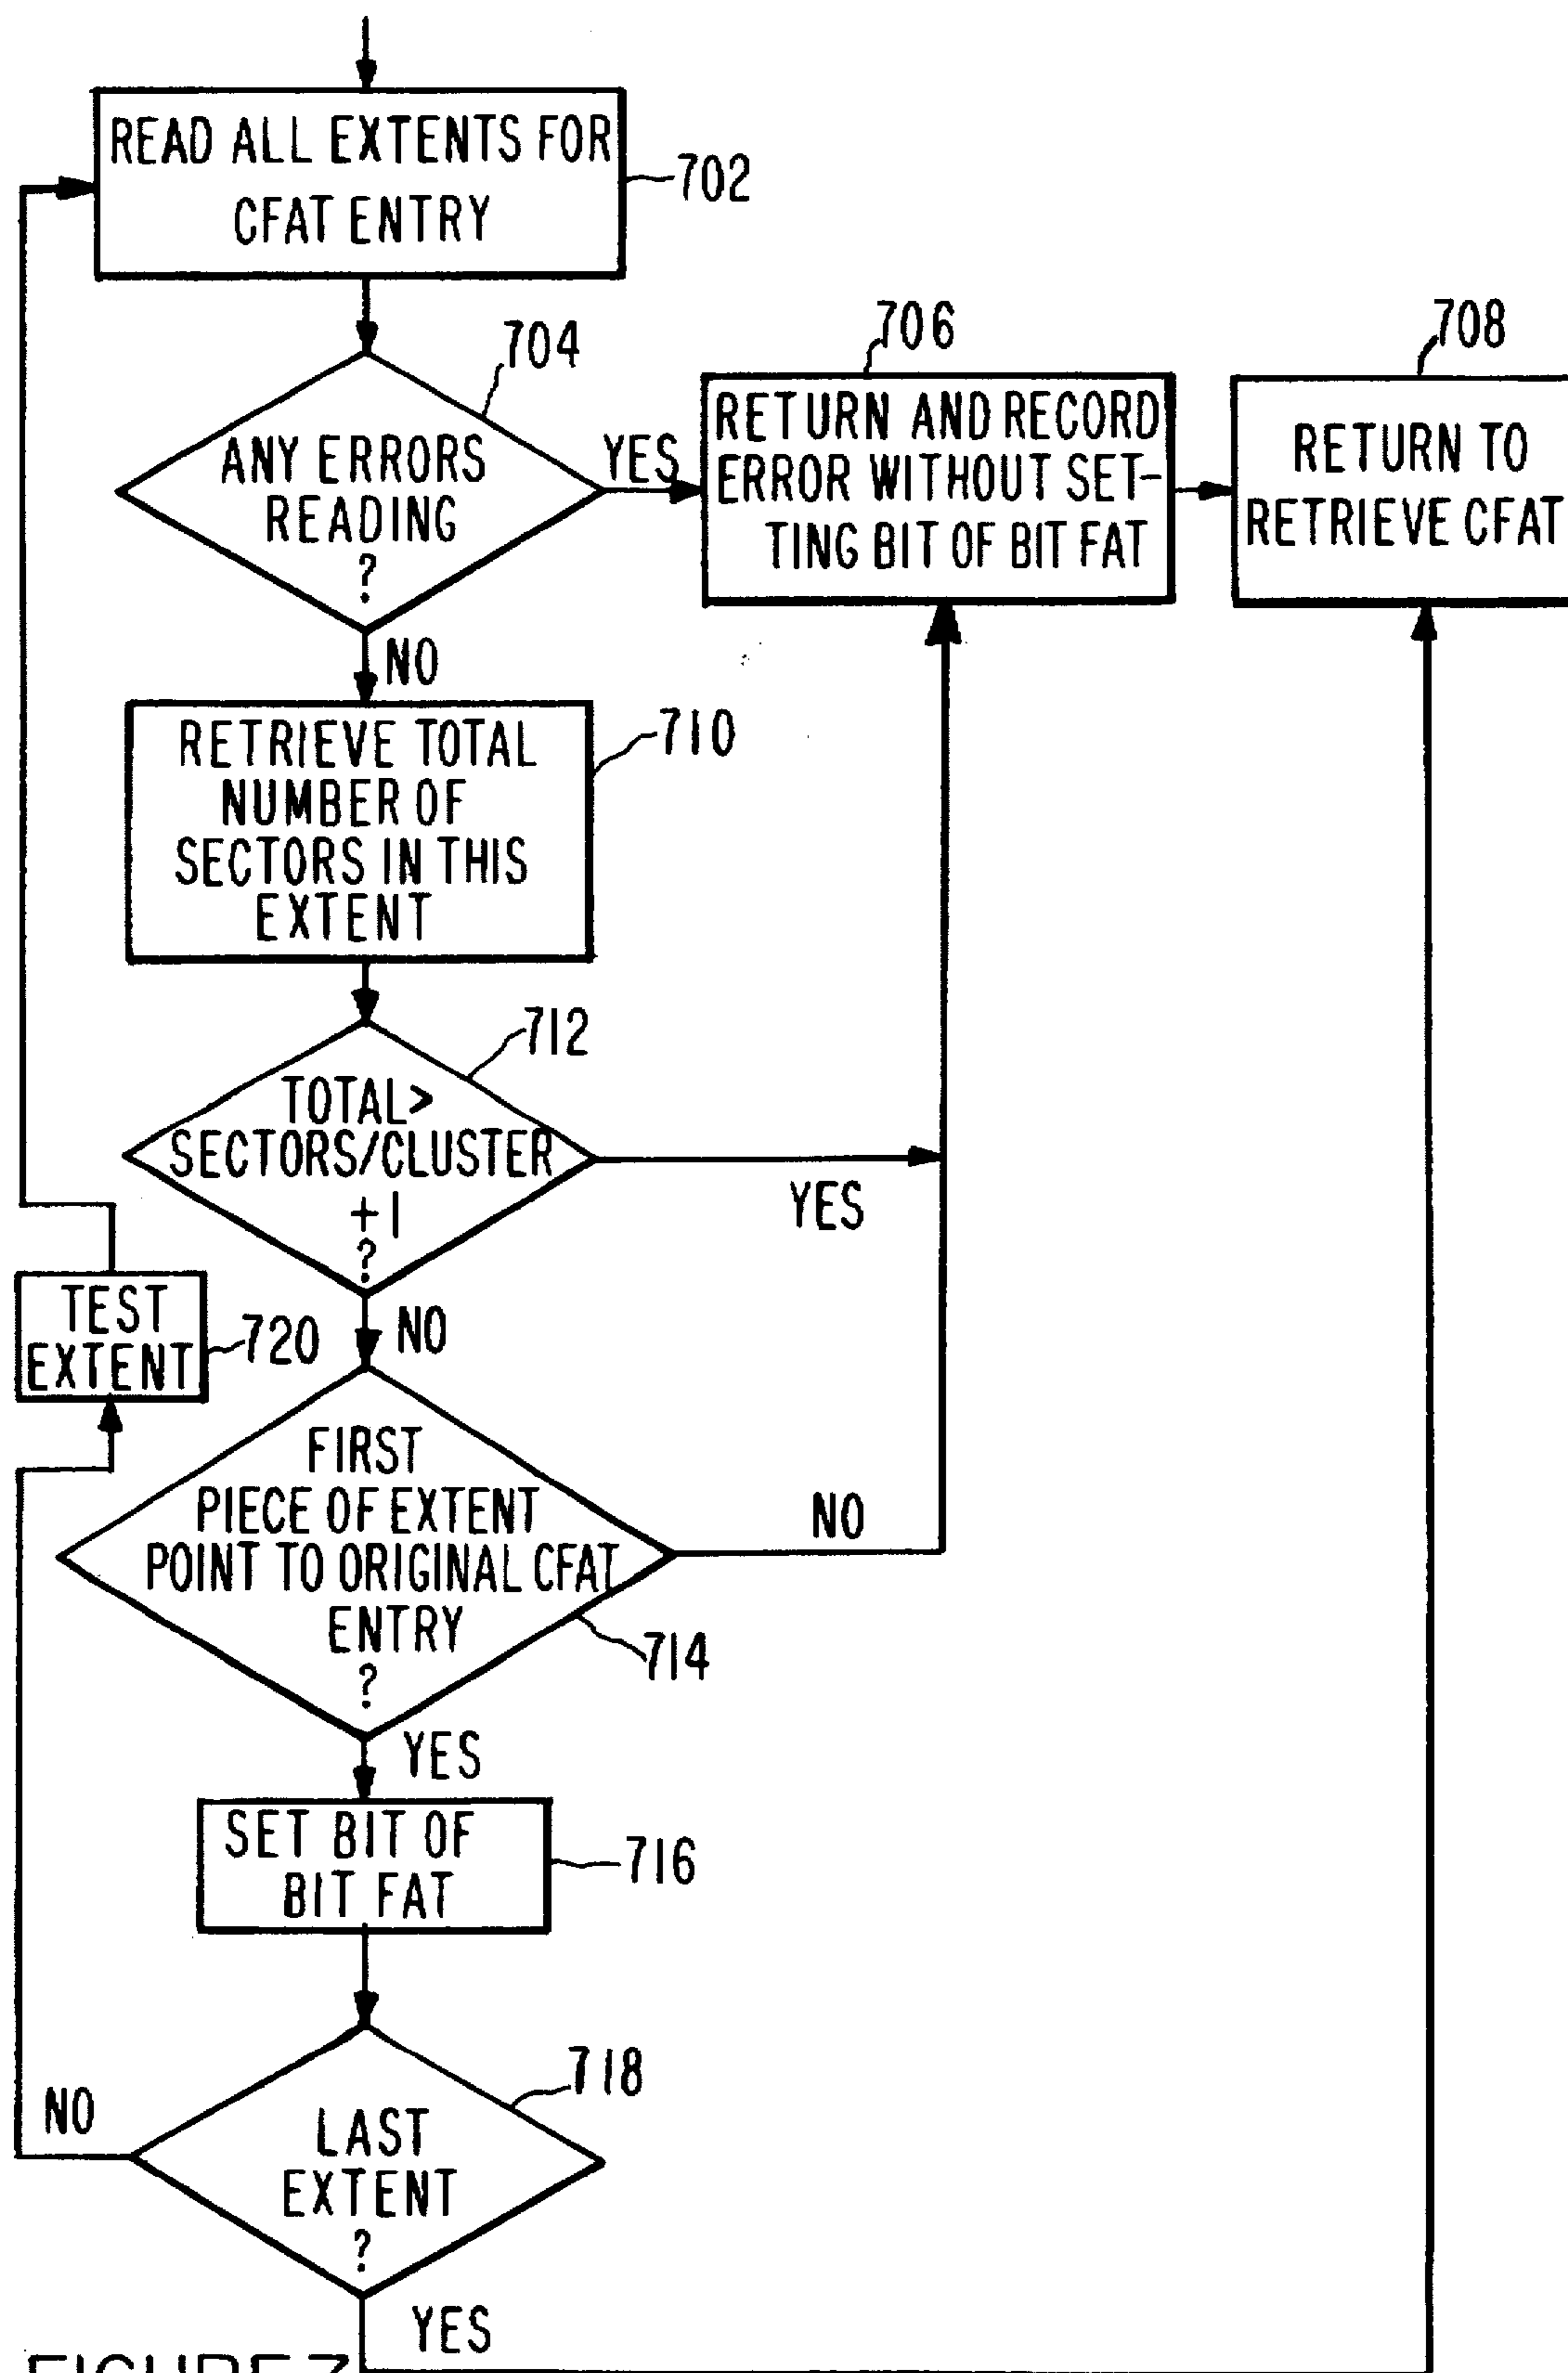 READ ALL EXTENTS FOR
CFAT ENTRY
702
704
ANY ERRORS
READING
?
YES
NO
706
RETURN AND RECORD
ERROR WITHOUT SET-
TING BIT OF BIT FAT
708
RETURN TO
RETRIEVE CFAT
RETRIEVE TOTAL
NUMBER OF
SECTORS IN THIS
EXTENT
710
712
TOTAL>
SECTORS/CLUSTER
+1
?
YES
NO
TEST
EXTENT
720
FIRST
PIECE OF EXTENT
POINT TO ORIGINAL CFAT
ENTRY
?
NO
714
YES
SET BIT OF
BIT FAT
716
718
LAST
EXTENT
?
NO
YES
FIGURE 7